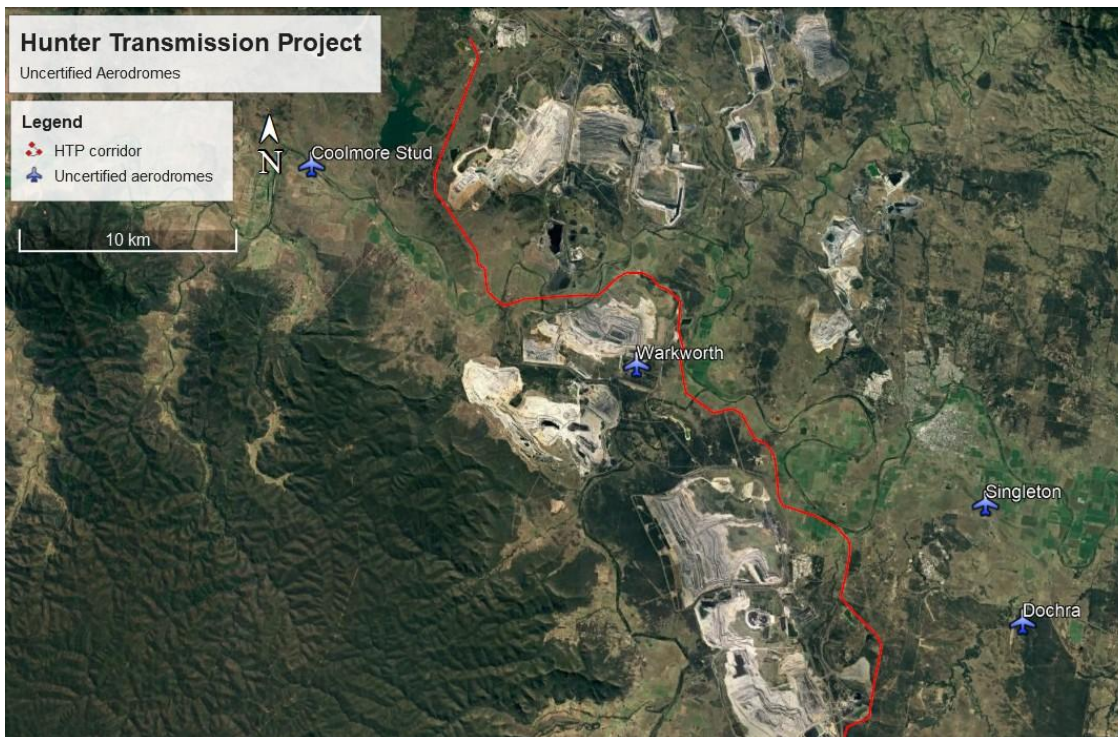 Hunter Transmission Project
Uncertified Aerodromes
Legend
HTP corridor
Uncertified aerodromes
N
10 km
Coolmore Stud
Warkworth
Singleton
Dochra